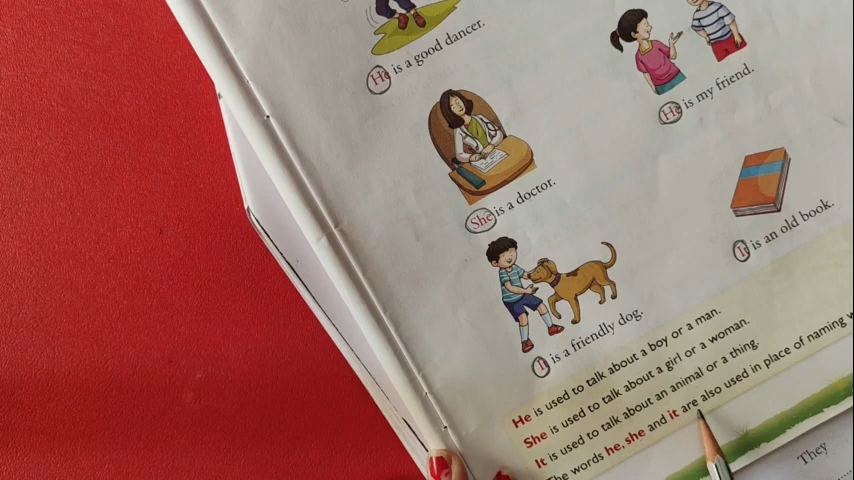 He is a good dancer.
He is my friend.
She is a doctor.
It is an old book.
It is a friendly dog.
He is used to talk about a boy or a man.
She is used to talk about a girl or a woman.
It is used to talk about an animal or a thing.
The words he, she and it are also used in place of naming
They